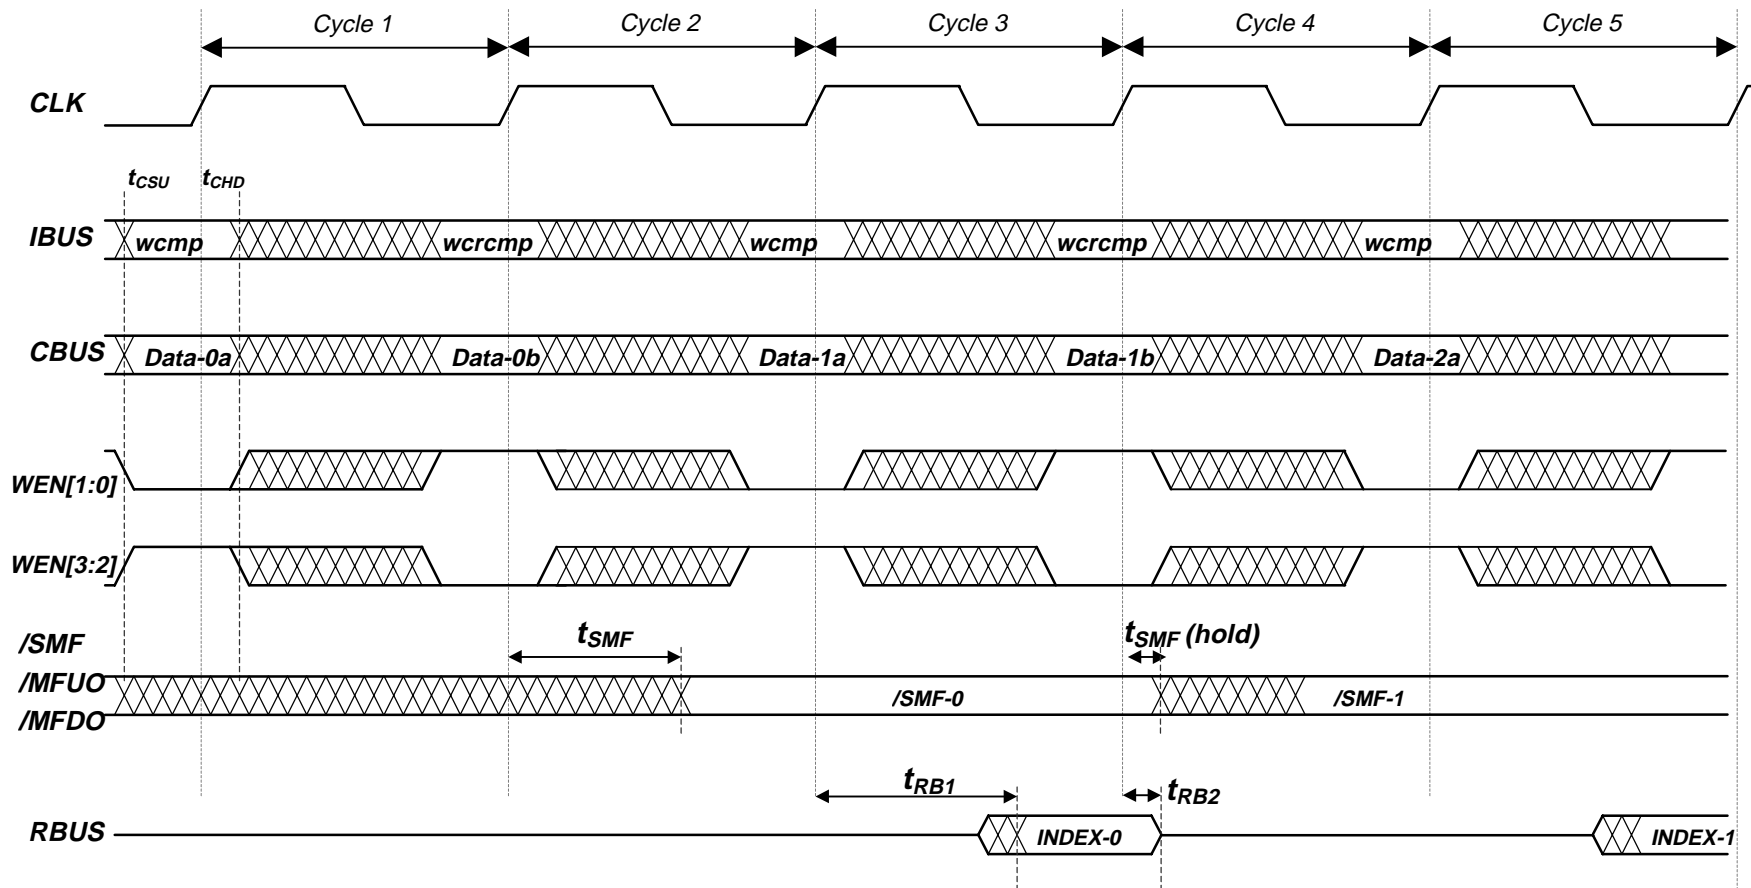 Cycle 1 Cycle 2 Cycle 3 Cycle 4 Cycle 5
CLK
tCSU tCHD
IBUS wcmp wcrcmp wcmp wcrcmp wcmp
CBUS Data-0a Data-0b Data-1a Data-1b Data-2a
WEN[1:0]
WEN[3:2]
/SMF tSMF tSMF (hold)
/MFUO
/SMF-0 /SMF-1
/MFDO
tRB1 tRB2
RBUS INDEX-0 INDEX-1